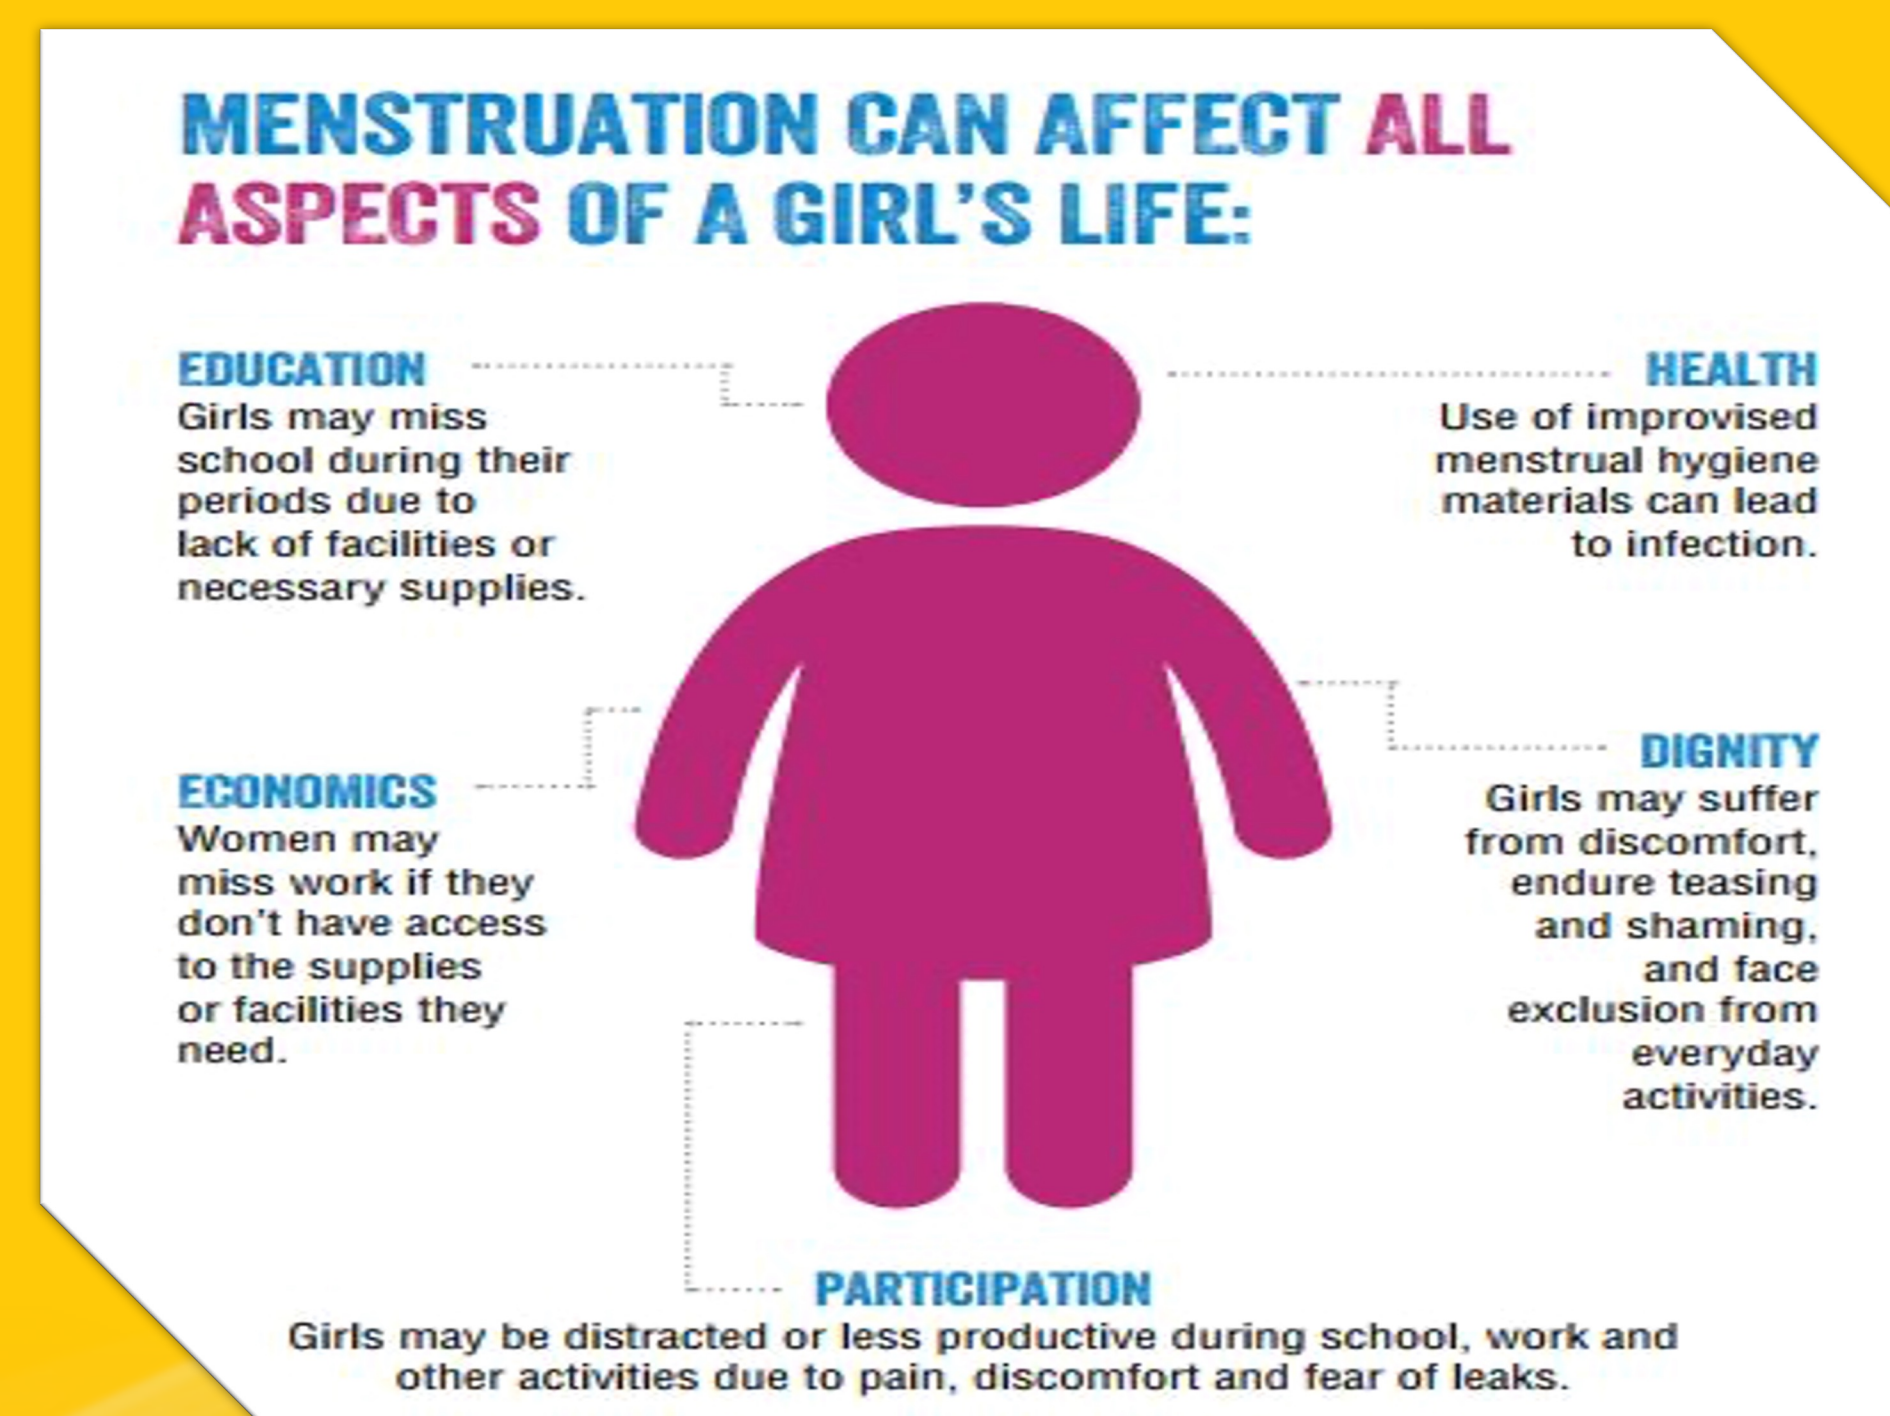 MENSTRUATION CAN AFFECT ALL
ASPECTS OF A GIRL'S LIFE:
EDUCATION
Girls may miss
school during their
periods due to
lack of facilities or
necessary supplies.
HEALTH
Use of improvised
menstrual hygiene
materials can lead
to infection.
ECONOMICS
Women may
miss work if they
don't have access
to the supplies
or facilities they
need.
DIGNITY
Girls may suffer
from discomfort,
endure teasing
and shaming,
and face
exclusion from
everyday
activities.
PARTICIPATION
Girls may be distracted or less productive during school, work and
other activities due to pain, discomfort and fear of leaks.